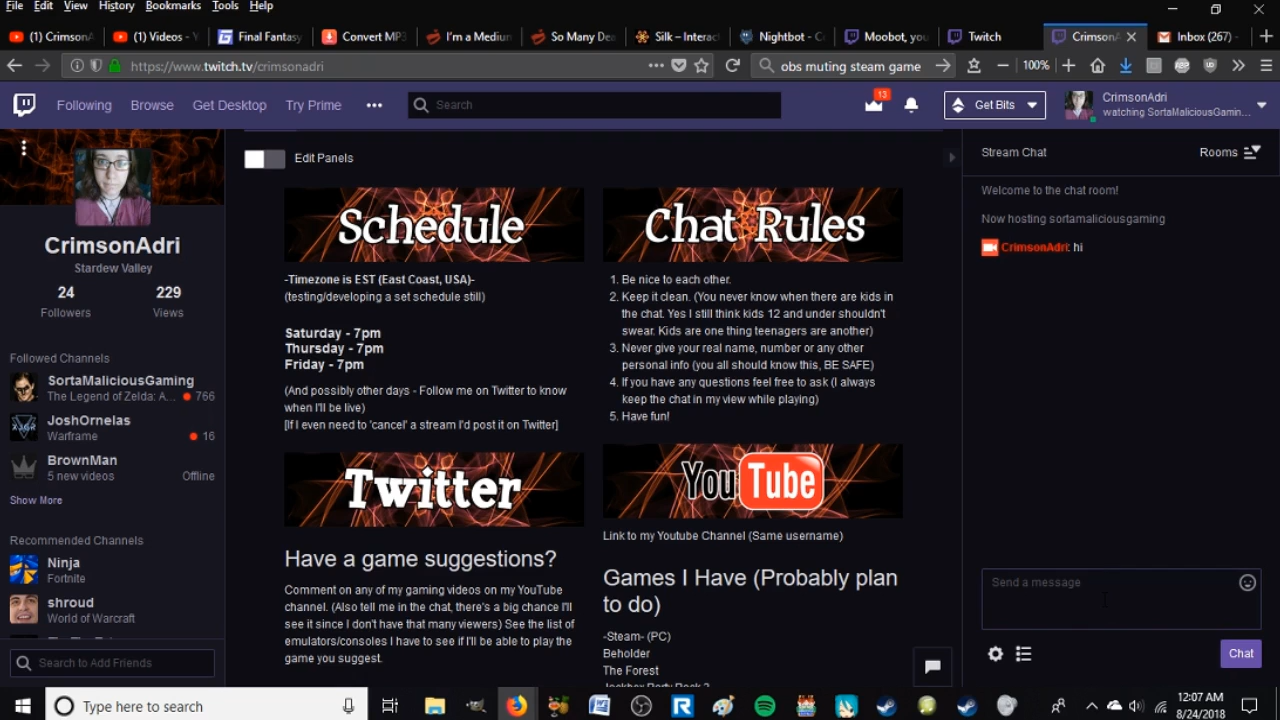 File Edit View History Bookmarks Tools Help
(1) CrimsonA
(1) Videos - Y
Final Fantasy
Convert MP3
I'm a Medium
So Many Dea
Silk – Interac
Nightbot - Co
Moobot, you
Twitch
CrimsonA
Inbox (267)
https://www.twitch.tv/crimsonadri
100%
obs muting steam game
Following Browse Get Desktop Try Prime
Search
13
Get Bits
CrimsonAdri
watching SortaMaliciousGamin...
CrimsonAdri
Stardew Valley
24 229
Followers Views
Followed Channels
SortaMaliciousGaming
The Legend of Zelda: A... 766
JoshOrnelas
Warframe 16
BrownMan
5 new videos Offline
Show More
Recommended Channels
Ninja
Fortnite
shroud
World of Warcraft
Search to Add Friends
Edit Panels
Schedule
-Timezone is EST (East Coast, USA)-
(testing/developing a set schedule still)
Saturday - 7pm
Thursday - 7pm
Friday - 7pm
(And possibly other days - Follow me on Twitter to know
when I'll be live)
[If I even need to 'cancel' a stream I'd post it on Twitter]
Twitter
Have a game suggestions?
Comment on any of my gaming videos on my YouTube
channel. (Also tell me in the chat, there's a big chance I'll
see it since I don't have that many viewers) See the list of
emulators/consoles I have to see if I'll be able to play the
game you suggest.
Chat Rules
1. Be nice to each other.
2. Keep it clean. (You never know when there are kids in
the chat. Yes I still think kids 12 and under shouldn't
swear. Kids are one thing teenagers are another)
3. Never give your real name, number or any other
personal info (you all should know this, BE SAFE)
4. If you have any questions feel free to ask (I always
keep the chat in my view while playing)
5. Have fun!
YouTube
Link to my Youtube Channel (Same username)
Games I Have (Probably plan
to do)
-Steam- (PC)
Beholder
The Forest
Jackbox Party Pack 2
Stream Chat Rooms
Welcome to the chat room!
Now hosting sortamaliciousgaming
CrimsonAdri: hi
Send a message
Chat
Type here to search
12:07 AM
8/24/2018